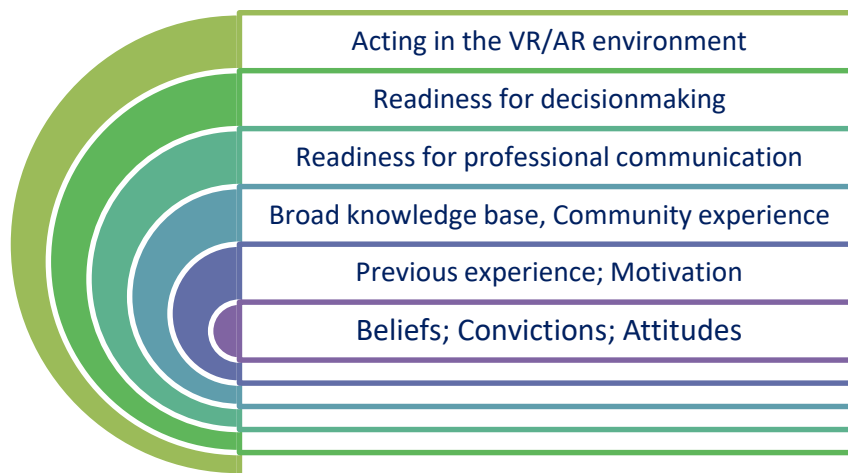 Acting in the VR/AR environment
Readiness for decisionmaking
Readiness for professional communication
Broad knowledge base, Community experience
Previous experience; Motivation
Beliefs; Convictions; Attitudes